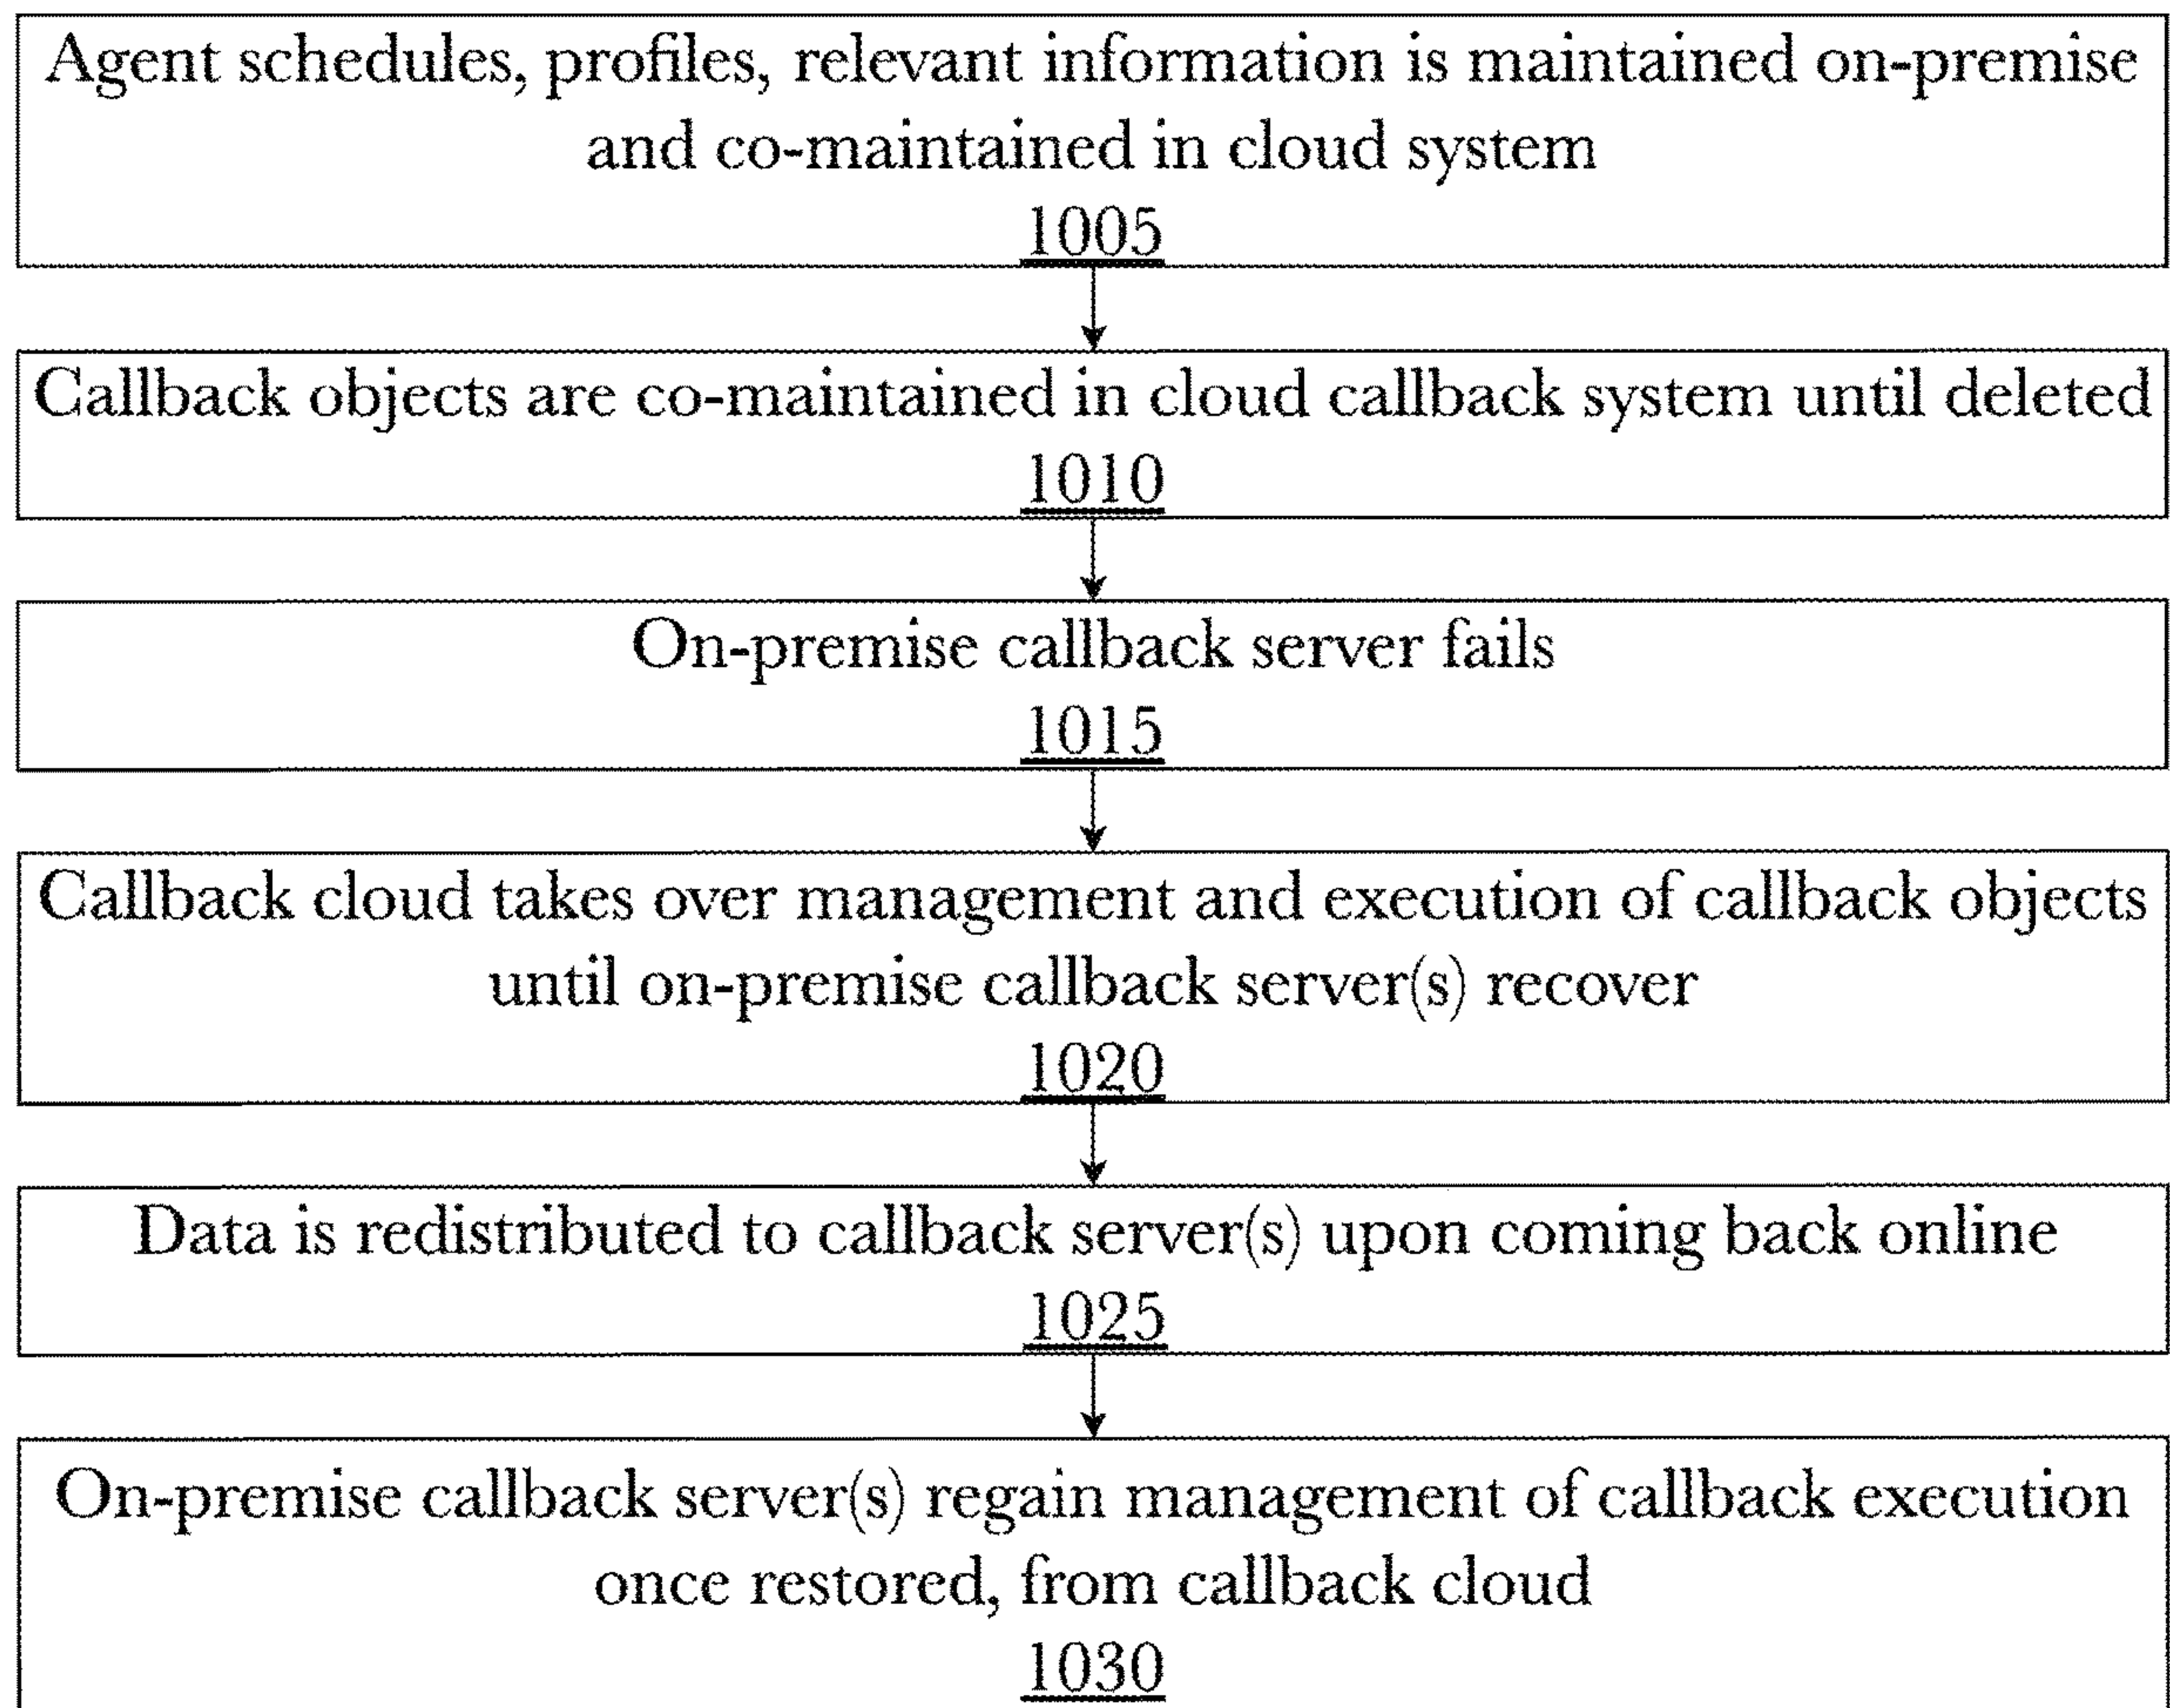 Agent schedules, profiles, relevant information is maintained on-premise
and co-maintained in cloud system
1005
Callback objects are co-maintained in cloud callback system until deleted
1010
On-premise callback server fails
1015
Callback cloud takes over management and execution of callback objects
until on-premise callback server(s) recover
1020
Data is redistributed to callback server(s) upon coming back online
1025
On-premise callback server(s) regain management of callback execution
once restored, from callback cloud
1030